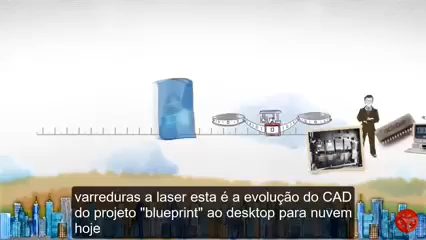 varreduras a laser esta é a evolução do CAD
do projeto "blueprint" ao desktop para nuvem
hoje